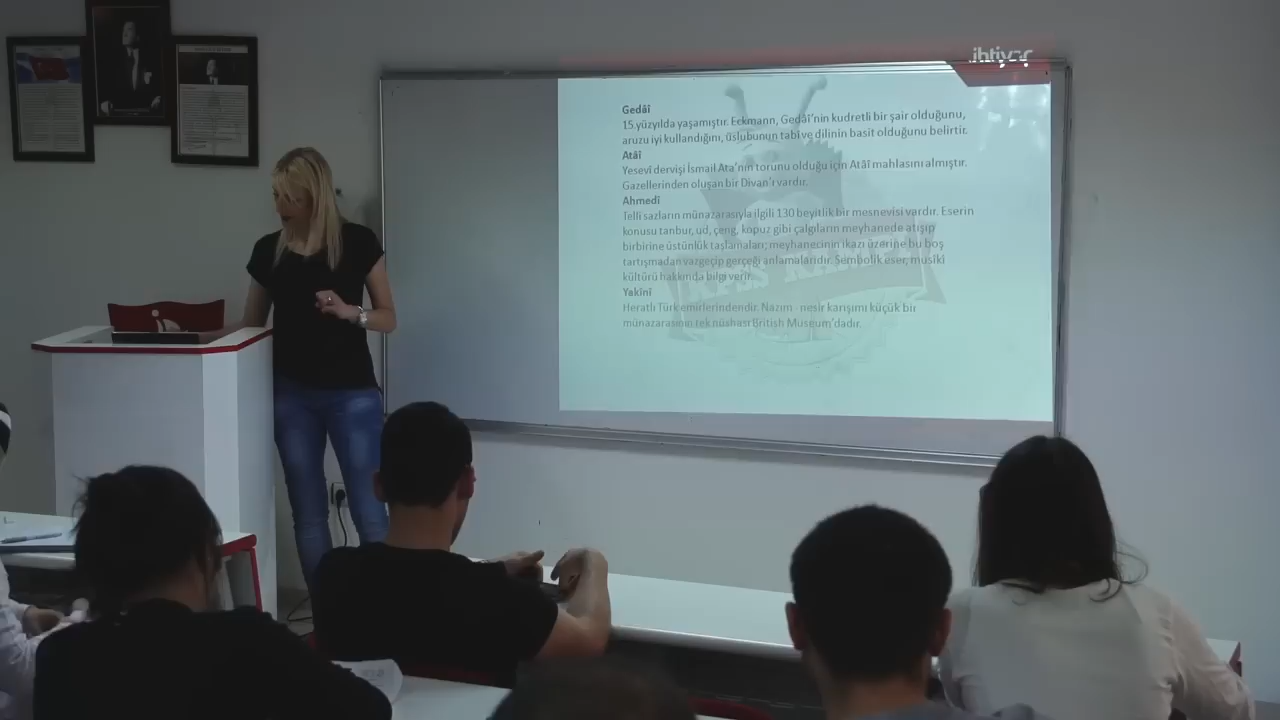 ihtiyaç
Gedâî
15.yüzyılda yaşamıştır. Eckmann, Gedâî'nin kudretli bir şair olduğunu,
aruzu iyi kullandığını, üslubunun tabî ve dilinin basit olduğunu belirtir.
Atâî
Yesevî dervişi İsmail Ata'nın torunu olduğu için Atâî mahlasını almıştır.
Gazellerinden oluşan bir Divan'ı vardır.
Ahmedî
Telli sazların münazarasıyla ilgili 130 beyitlik bir mesnevisi vardır. Eserin
konusu tanbur, ud, çeng, kopuz gibi çalgıların meyhanede atışıp
birbirine üstünlük taşlamaları; meyhanecinin ikazı üzerine bu boş
tartışmadan vazgeçip gerçeği anlamalarıdır. Sembolik eser, musiki
kültürü hakkında bilgi verir.
Yakînî
Heratlı Türk emirlerindendir. Nazım - nesir karışımı küçük bir
münazarasının tek nüshası British Museum'dadır.